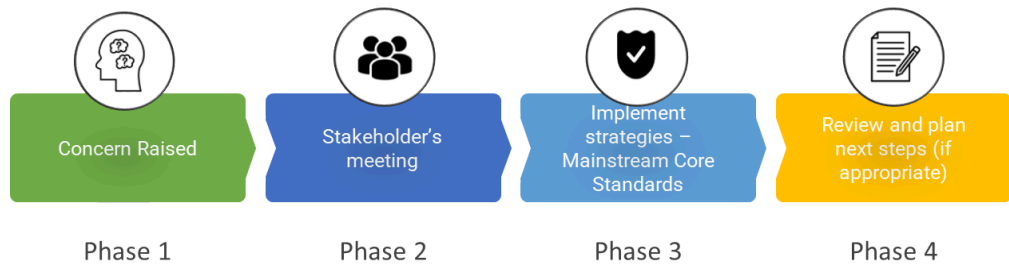 Concern Raised
Stakeholder’s
meeting
Implement
strategies –
Mainstream Core
Standards
Review and plan
next steps (if
appropriate)
Phase 1
Phase 2
Phase 3
Phase 4